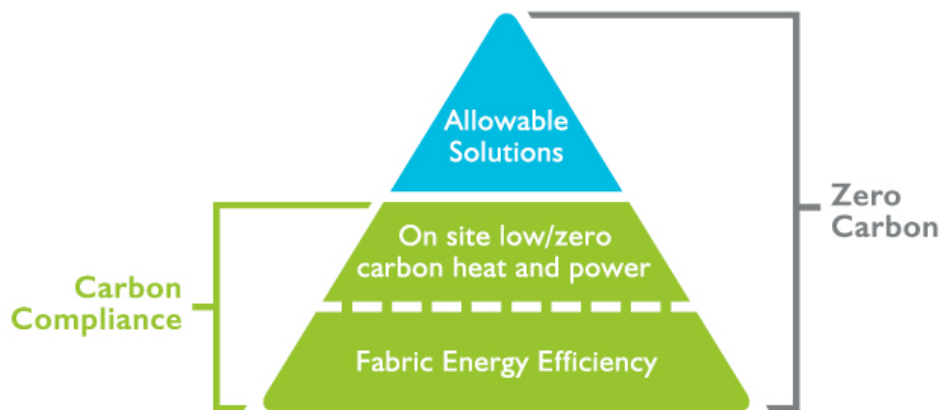 Allowable
Solutions
On site low/zero
carbon heat and power
Fabric Energy Efficiency
Carbon
Compliance
Zero
Carbon